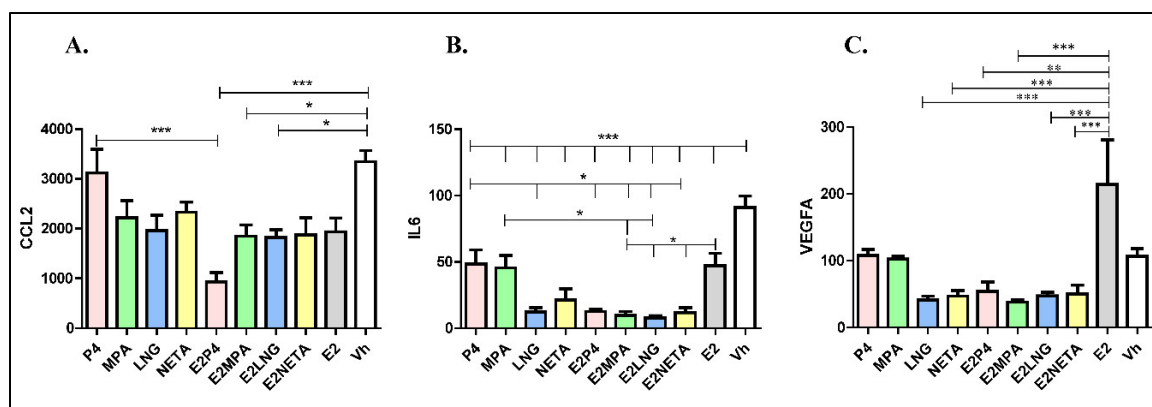 A.
B.
C.
***
*
*
***
4000
3000
2000
1000
0
CCL2
P4
MPA
LNG
NETA
E2P4
E2MPA
E2LNG
E2NETA
E2
Vh
***
*
*
*
150
100
50
0
IL6
P4
MPA
LNG
NETA
E2P4
E2MPA
E2LNG
E2NETA
E2
Vh
***
**
***
***
***
***
300
200
100
0
VEGFA
P4
MPA
LNG
NETA
E2P4
E2MPA
E2LNG
E2NETA
E2
Vh